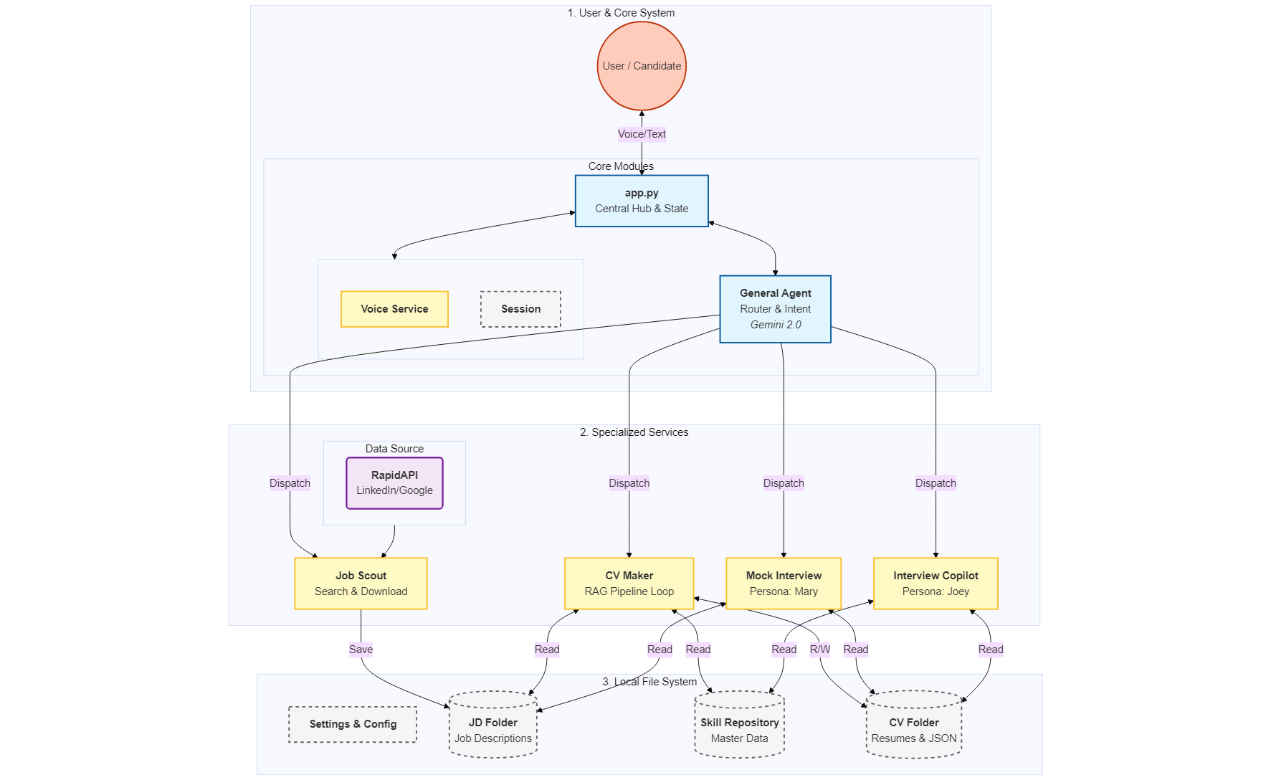 1. User & Core System
User / Candidate
Voice/Text
Core Modules
app.py
Central Hub & State
General Agent
Router & Intent
Gemini 2.0
Voice Service
Session
2. Specialized Services
Data Source
RapidAPI
LinkedIn/Google
Dispatch
Dispatch
Dispatch
Dispatch
Job Scout
Search & Download
CV Maker
RAG Pipeline Loop
Mock Interview
Persona: Mary
Interview Copilot
Persona: Joey
Save
Read
Read
Read
Read
R/W
Read
Read
3. Local File System
Settings & Config
JD Folder
Job Descriptions
Skill Repository
Master Data
CV Folder
Resumes & JSON